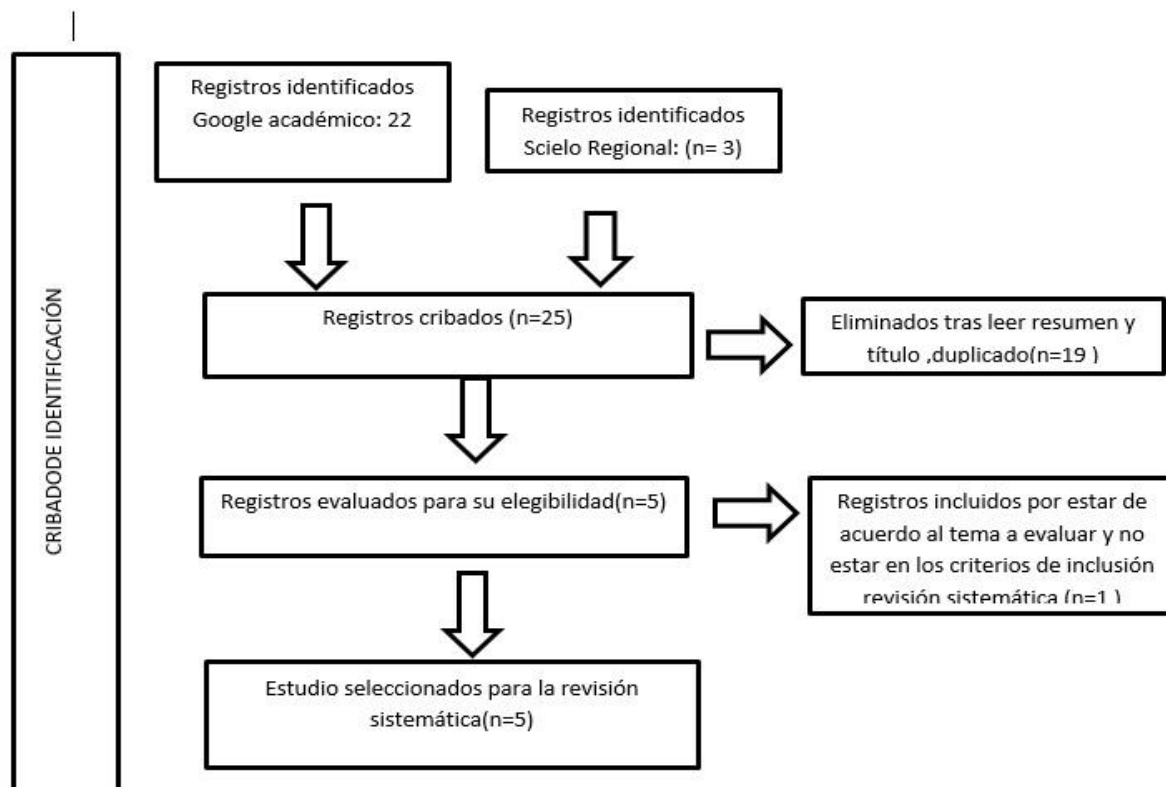 Registros identificados
Google académico: 22
Registros identificados
Scielo Regional: (n= 3)
CRIBADODE IDENTIFICACIÓN
Registros cribados (n=25)
Eliminados tras leer resumen y
título ,duplicado(n=19 )
Registros evaluados para su elegibilidad(n=5)
Registros incluidos por estar de
acuerdo al tema a evaluar y no
estar en los criterios de inclusión
revisión sistemática (n=1 )
Estudio seleccionados para la revisión
sistemática(n=5)